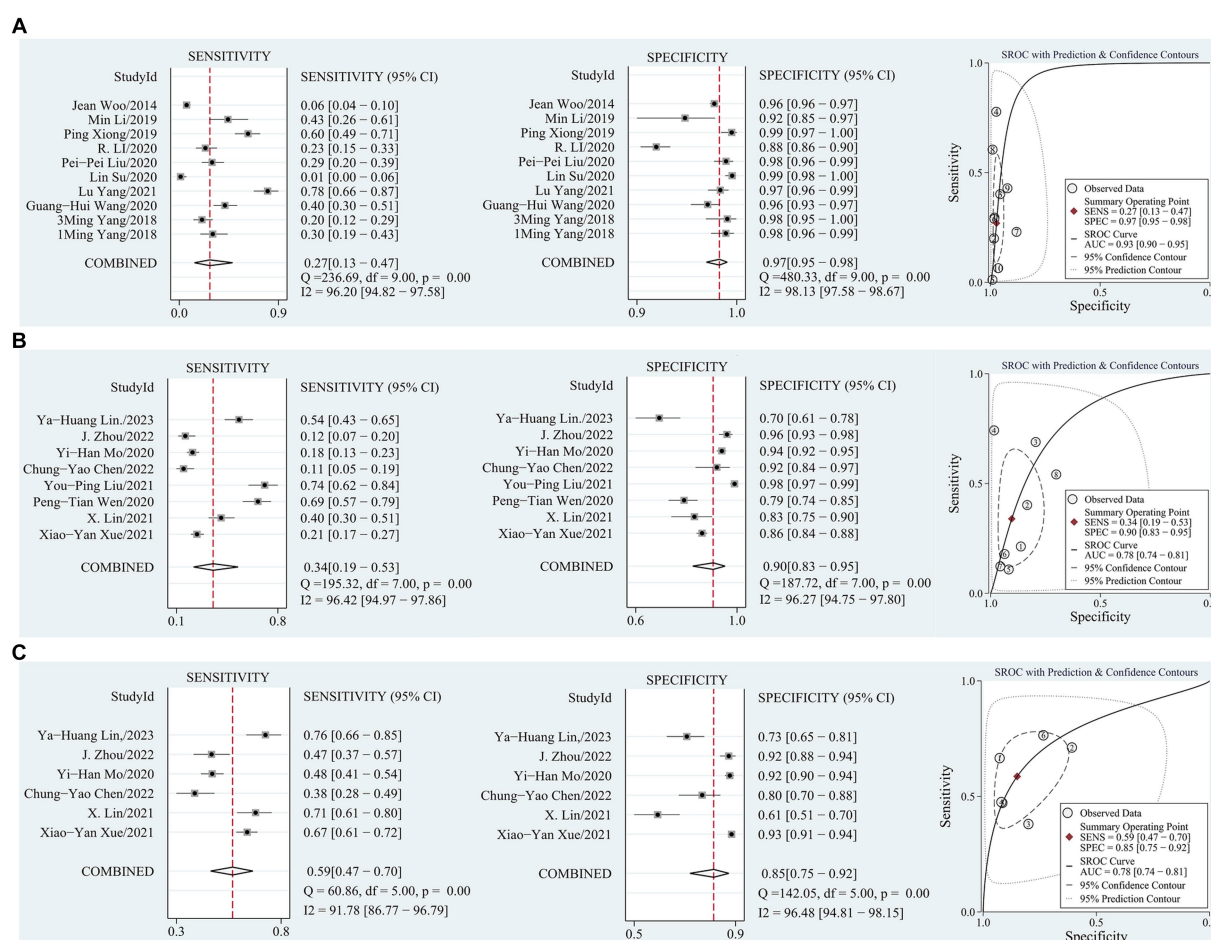 A
SENSITIVITY
StudyId
SENSITIVITY (95% CI)
Jean Woo/2014
0.06 [0.04 − 0.10]
Min Li/2019
0.43 [0.26 − 0.61]
Ping Xiong/2019
0.60 [0.49 − 0.71]
R. LI/2020
0.23 [0.15 − 0.33]
Pei−Pei Liu/2020
0.29 [0.20 − 0.39]
Lin Su/2020
0.01 [0.00 − 0.06]
Lu Yang/2021
0.78 [0.66 − 0.87]
Guang−Hui Wang/2020
0.40 [0.30 − 0.51]
3Ming Yang/2018
0.20 [0.12 − 0.29]
1Ming Yang/2018
0.30 [0.19 − 0.43]
COMBINED
0.27[0.13 − 0.47]
Q =236.69, df = 9.00, p = 0.00
I2 = 96.20 [94.82 − 97.58]
0.0
0.9
SPECIFICITY
StudyId
SPECIFICITY (95% CI)
Jean Woo/2014
0.96 [0.96 − 0.97]
Min Li/2019
0.92 [0.85 − 0.97]
Ping Xiong/2019
0.99 [0.97 − 1.00]
R. LI/2020
0.88 [0.86 − 0.90]
Pei−Pei Liu/2020
0.98 [0.96 − 0.99]
Lin Su/2020
0.99 [0.98 − 1.00]
Lu Yang/2021
0.97 [0.96 − 0.99]
Guang−Hui Wang/2020
0.96 [0.93 − 0.97]
3Ming Yang/2018
0.98 [0.95 − 1.00]
1Ming Yang/2018
0.98 [0.96 − 0.99]
COMBINED
0.97[0.95 − 0.98]
Q =480.33, df = 9.00, p = 0.00
I2 = 98.13 [97.58 − 98.67]
0.9
1.0
SROC with Prediction & Confidence Contours
1.0
0.5
0.0
Sensitivity
Observed Data
Summary Operating Point
SENS = 0.27 [0.13 − 0.47]
SPEC = 0.97 [0.95 − 0.98]
SROC Curve
AUC = 0.93 [0.90 − 0.95]
95% Confidence Contour
95% Prediction Contour
1.0
0.5
Specificity
B
SENSITIVITY
StudyId
SENSITIVITY (95% CI)
Ya−Huang Lin./2023
0.54 [0.43 − 0.65]
J. Zhou/2022
0.12 [0.07 − 0.20]
Yi−Han Mo/2020
0.18 [0.13 − 0.23]
Chung−Yao Chen/2022
0.11 [0.05 − 0.19]
You−Ping Liu/2021
0.74 [0.62 − 0.84]
Peng−Tian Wen/2020
0.69 [0.57 − 0.79]
X. Lin/2021
0.40 [0.30 − 0.51]
Xiao−Yan Xue/2021
0.21 [0.17 − 0.27]
COMBINED
0.34[0.19 − 0.53]
Q =195.32, df = 7.00, p = 0.00
I2 = 96.42 [94.97 − 97.86]
0.1
0.8
SPECIFICITY
StudyId
SPECIFICITY (95% CI)
Ya−Huang Lin./2023
0.70 [0.61 − 0.78]
J. Zhou/2022
0.96 [0.93 − 0.98]
Yi−Han Mo/2020
0.94 [0.92 − 0.95]
Chung−Yao Chen/2022
0.92 [0.84 − 0.97]
You−Ping Liu/2021
0.98 [0.97 − 0.99]
Peng−Tian Wen/2020
0.79 [0.74 − 0.85]
X. Lin/2021
0.83 [0.75 − 0.90]
Xiao−Yan Xue/2021
0.86 [0.84 − 0.88]
COMBINED
0.90[0.83 − 0.95]
Q =187.72, df = 7.00, p = 0.00
I2 = 96.27 [94.75 − 97.80]
0.6
1.0
SROC with Prediction & Confidence Contours
1.0
0.5
0.0
Sensitivity
Observed Data
Summary Operating Point
SENS = 0.34 [0.19 − 0.53]
SPEC = 0.90 [0.83 − 0.95]
SROC Curve
AUC = 0.78 [0.74 − 0.81]
95% Confidence Contour
95% Prediction Contour
1.0
0.5
Specificity
C
SENSITIVITY
StudyId
SENSITIVITY (95% CI)
Ya−Huang Lin,/2023
0.76 [0.66 − 0.85]
J. Zhou/2022
0.47 [0.37 − 0.57]
Yi−Han Mo/2020
0.48 [0.41 − 0.54]
Chung−Yao Chen/2022
0.38 [0.28 − 0.49]
X. Lin/2021
0.71 [0.61 − 0.80]
Xiao−Yan Xue/2021
0.67 [0.61 − 0.72]
COMBINED
0.59[0.47 − 0.70]
Q = 60.86, df = 5.00, p = 0.00
I2 = 91.78 [86.77 − 96.79]
0.3
0.8
SPECIFICITY
StudyId
SPECIFICITY (95% CI)
Ya−Huang Lin,/2023
0.73 [0.65 − 0.81]
J. Zhou/2022
0.92 [0.88 − 0.94]
Yi−Han Mo/2020
0.92 [0.90 − 0.94]
Chung−Yao Chen/2022
0.80 [0.70 − 0.88]
X. Lin/2021
0.61 [0.51 − 0.70]
Xiao−Yan Xue/2021
0.93 [0.91 − 0.94]
COMBINED
0.85[0.75 − 0.92]
Q =142.05, df = 5.00, p = 0.00
I2 = 96.48 [94.81 − 98.15]
0.5
0.9
SROC with Prediction & Confidence Contours
1.0
0.5
0.0
Sensitivity
Observed Data
Summary Operating Point
SENS = 0.59 [0.47 − 0.70]
SPEC = 0.85 [0.75 − 0.92]
SROC Curve
AUC = 0.78 [0.74 − 0.81]
95% Confidence Contour
95% Prediction Contour
1.0
0.5
Specificity